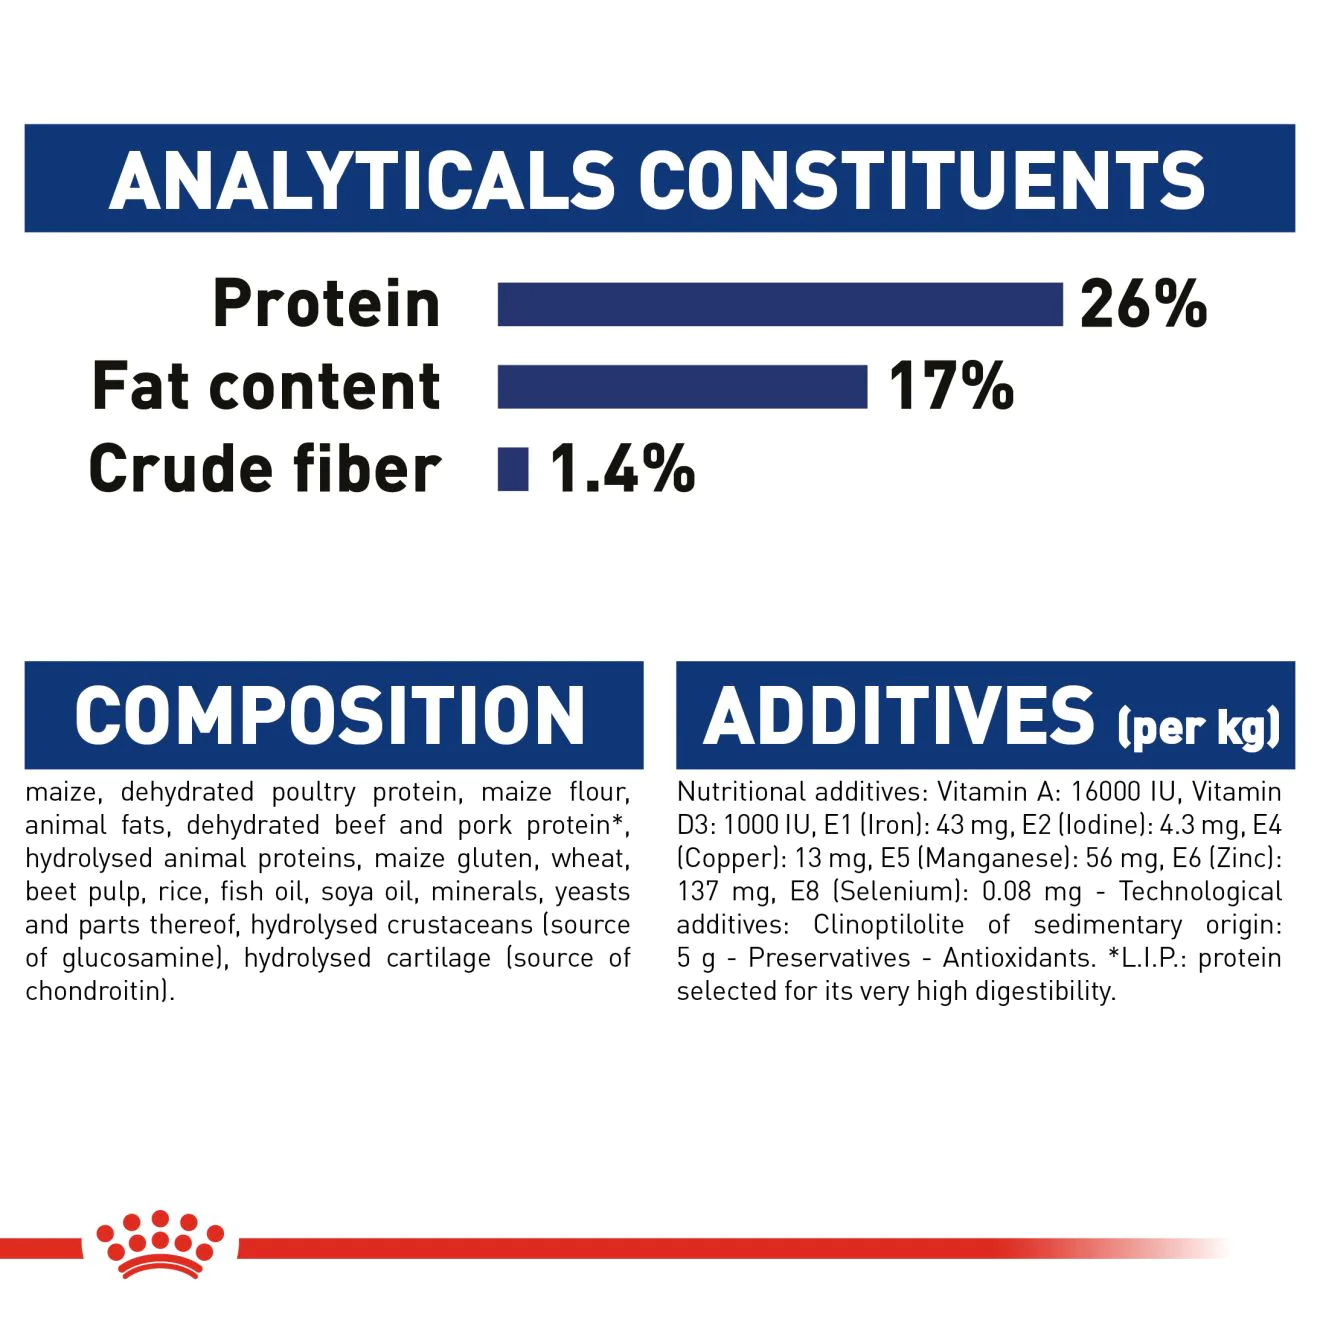 ANALYTICALS CONSTITUENTS
Protein 26%
Fat content 17%
Crude fiber 1.4%
COMPOSITION
maize, dehydrated poultry protein, maize flour,
animal fats, dehydrated beef and pork protein*,
hydrolysed animal proteins, maize gluten, wheat,
beet pulp, rice, fish oil, soya oil, minerals, yeasts
and parts thereof, hydrolysed crustaceans (source
of glucosamine), hydrolysed cartilage (source of
chondroitin).
ADDITIVES (per kg)
Nutritional additives: Vitamin A: 16000 IU, Vitamin
D3: 1000 IU, E1 (Iron): 43 mg, E2 (Iodine): 4.3 mg, E4
(Copper): 13 mg, E5 (Manganese): 56 mg, E6 (Zinc):
137 mg, E8 (Selenium): 0.08 mg - Technological
additives: Clinoptilolite of sedimentary origin:
5 g - Preservatives - Antioxidants. *L.I.P.: protein
selected for its very high digestibility.